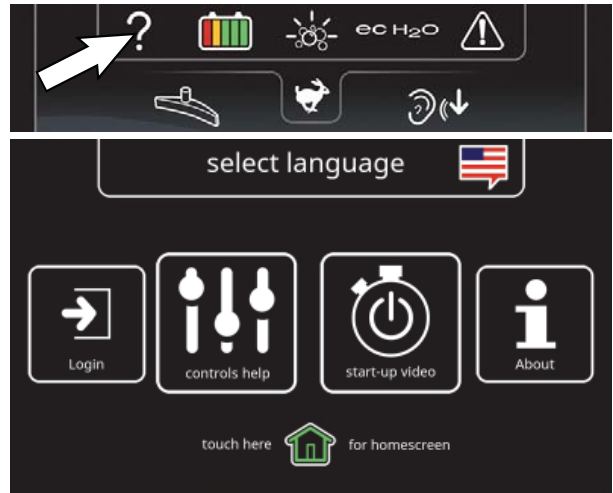 ?
ec H2O
select language
Login
controls help
start-up video
About
touch here
for homescreen